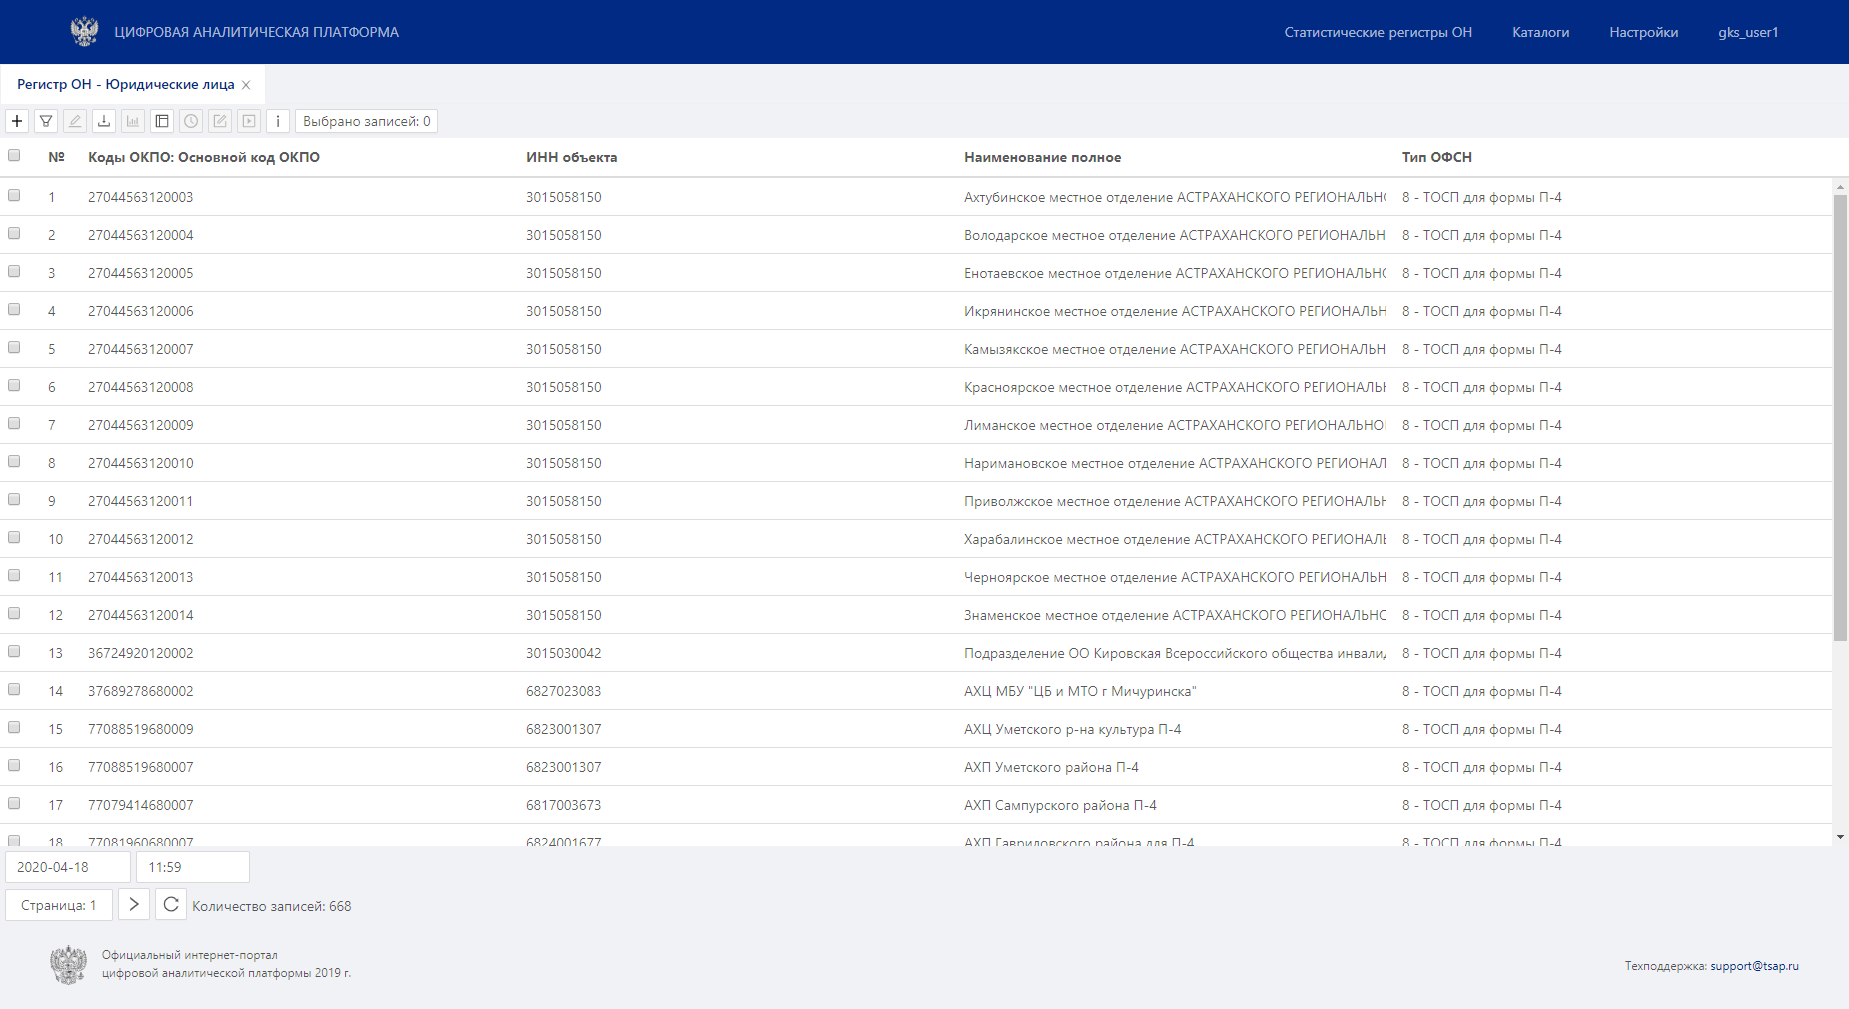 ЦИФРОВАЯ АНАЛИТИЧЕСКАЯ ПЛАТФОРМА Статистические регистры ОН Каталоги Настройки gks_user1
Регистр ОН - Юридические лица
Выбрано записей: 0
№ Коды ОКПО: Основной код ОКПО ИНН объекта Наименование полное Тип ОФСН
1 27044563120003 3015058150 Ахтубинское местное отделение АСТРАХАНСКОГО РЕГИОНАЛЬН 8 - ТОСП для формы П-4
2 27044563120004 3015058150 Володарское местное отделение АСТРАХАНСКОГО РЕГИОНАЛЬН 8 - ТОСП для формы П-4
3 27044563120005 3015058150 Енотаевское местное отделение АСТРАХАНСКОГО РЕГИОНАЛЬНО 8 - ТОСП для формы П-4
4 27044563120006 3015058150 Икрянинское местное отделение АСТРАХАНСКОГО РЕГИОНАЛЬН 8 - ТОСП для формы П-4
5 27044563120007 3015058150 Камызякское местное отделение АСТРАХАНСКОГО РЕГИОНАЛЬН 8 - ТОСП для формы П-4
6 27044563120008 3015058150 Красноярское местное отделение АСТРАХАНСКОГО РЕГИОНАЛЬН 8 - ТОСП для формы П-4
7 27044563120009 3015058150 Лиманское местное отделение АСТРАХАНСКОГО РЕГИОНАЛЬНО 8 - ТОСП для формы П-4
8 27044563120010 3015058150 Наримановское местное отделение АСТРАХАНСКОГО РЕГИОНАЛ 8 - ТОСП для формы П-4
9 27044563120011 3015058150 Приволжское местное отделение АСТРАХАНСКОГО РЕГИОНАЛЬН 8 - ТОСП для формы П-4
10 27044563120012 3015058150 Харабалинское местное отделение АСТРАХАНСКОГО РЕГИОНАЛЬ 8 - ТОСП для формы П-4
11 27044563120013 3015058150 Черноярское местное отделение АСТРАХАНСКОГО РЕГИОНАЛЬН 8 - ТОСП для формы П-4
12 27044563120014 3015058150 Знаменское местное отделение АСТРАХАНСКОГО РЕГИОНАЛЬНО 8 - ТОСП для формы П-4
13 36724920120002 3015030042 Подразделение ОО Кировская Всероссийского общества инвалид 8 - ТОСП для формы П-4
14 37689278680002 6827023083 АХЦ МБУ "ЦБ и МТО г Мичуринска" 8 - ТОСП для формы П-4
15 77088519680009 6823001307 АХЦ Уметского р-на культура П-4 8 - ТОСП для формы П-4
16 77088519680007 6823001307 АХП Уметского района П-4 8 - ТОСП для формы П-4
17 77079414680007 6817003673 АХП Сампурского района П-4 8 - ТОСП для формы П-4
18 77081960680007 6824001677 АХП Гавриловского района для П-4 8 - ТОСП для формы П-4
2020-04-18 11:59
Страница: 1 Количество записей: 668
Официальный интернет-портал
цифровой аналитической платформы 2019 г.
Техподдержка: support@tsap.ru